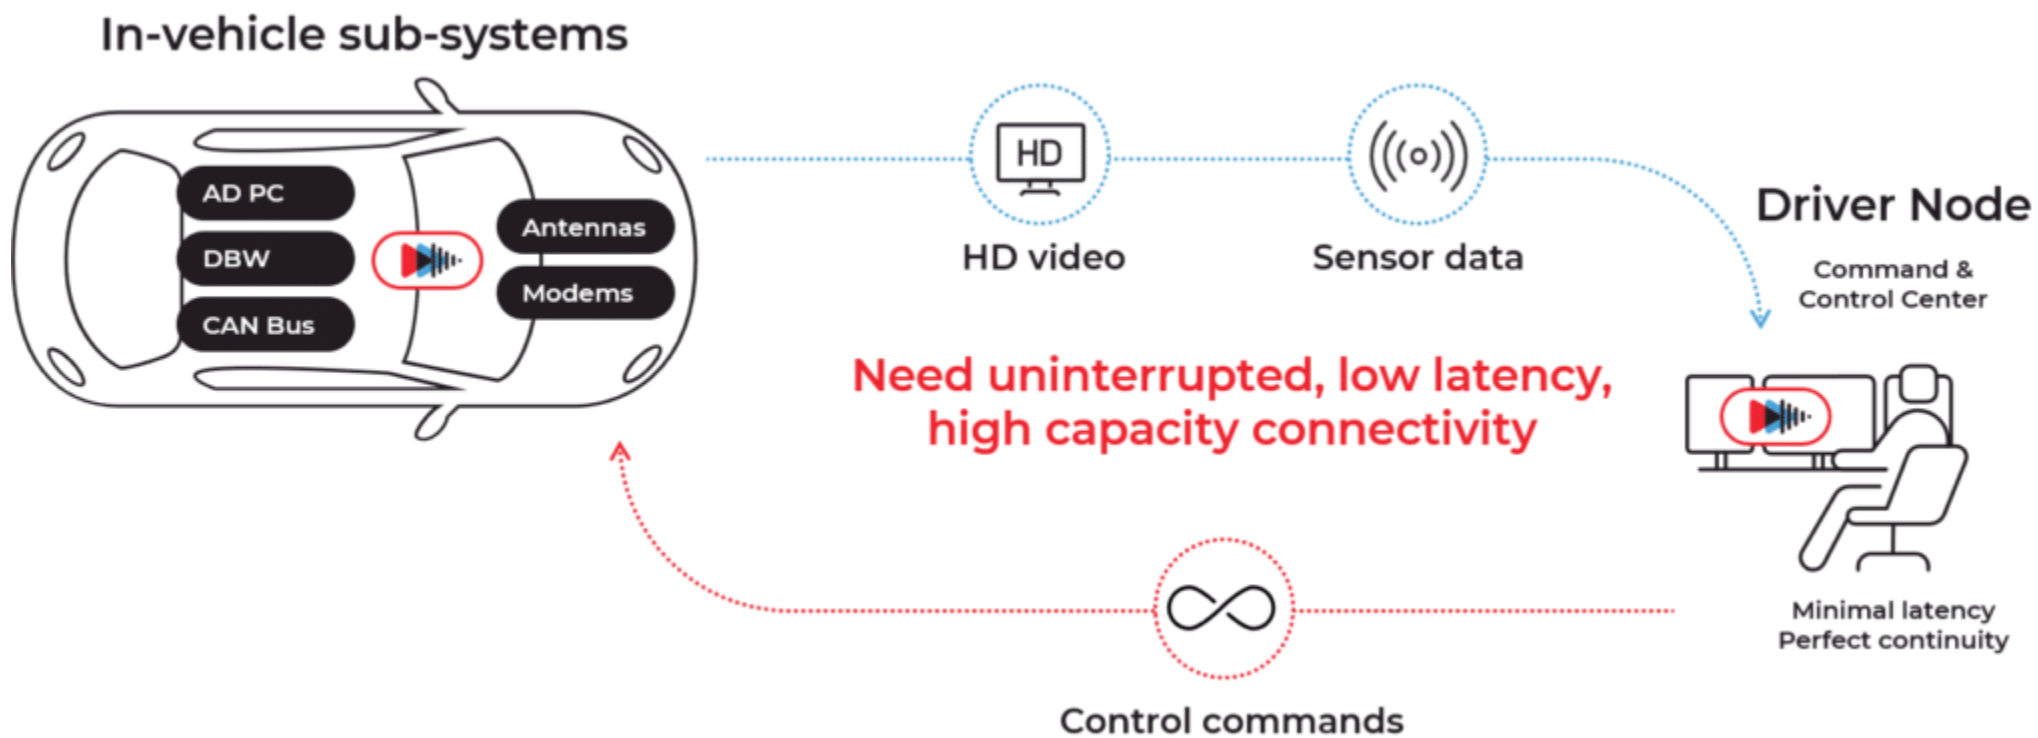 In-vehicle sub-systems
AD PC
DBW
CAN Bus
Antennas
Modems
HD
HD video
Sensor data
Driver Node
Command &
Control Center
Need uninterrupted, low latency,
high capacity connectivity
Minimal latency
Perfect continuity
Control commands